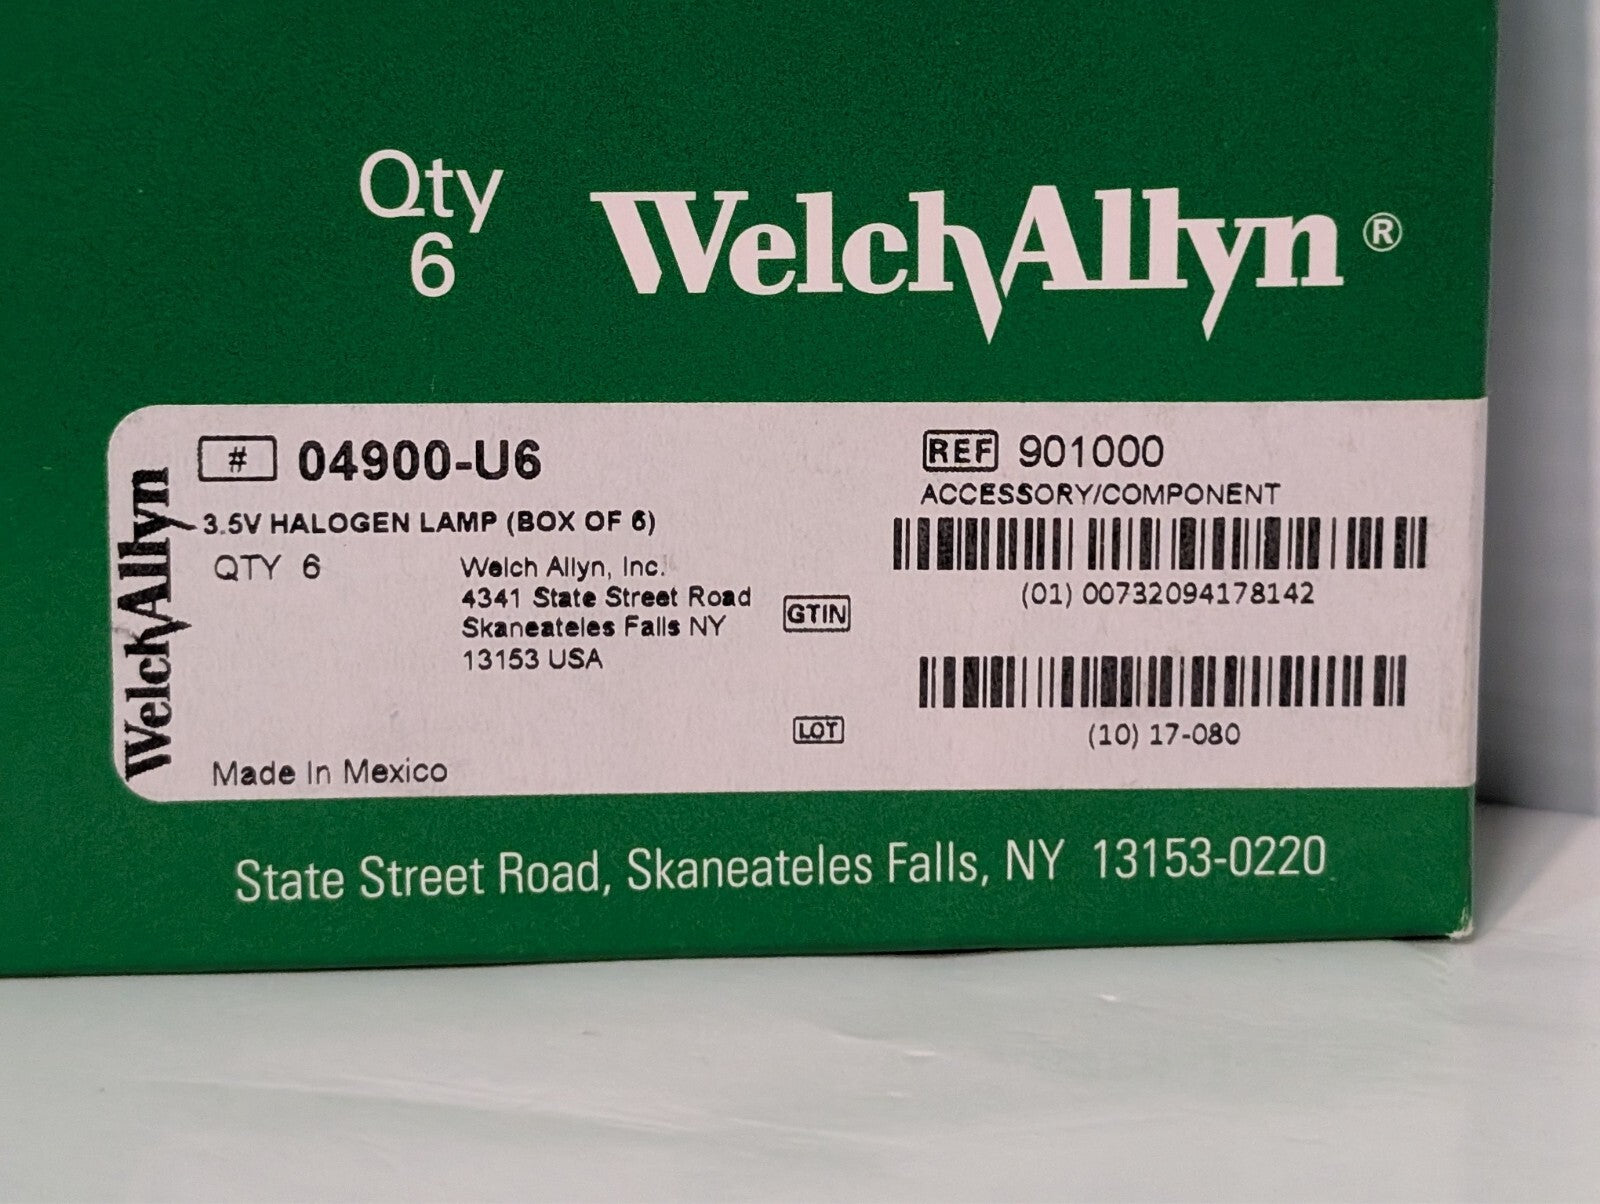 Qty
6
WelchAllyn®
WelchAllyn
# 04900-U6
3.5V HALOGEN LAMP (BOX OF 6)
QTY 6
Welch Allyn, Inc.
4341 State Street Road
Skaneateles Falls NY
13153 USA
Made In Mexico
REF 901000
ACCESSORY/COMPONENT
GTIN
(01) 00732094178142
LOT
(10) 17-080
State Street Road, Skaneateles Falls, NY 13153-0220